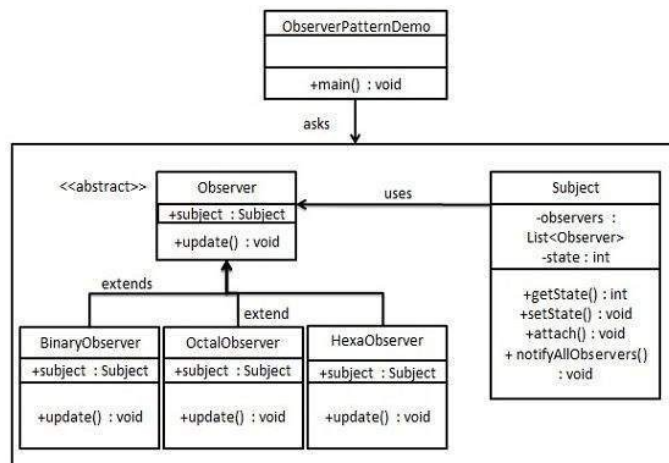 ObserverPatternDemo
+main() : void
asks
<<abstract>>
Observer
+subject : Subject
+update() : void
uses
Subject
-observers :
List<Observer>
-state : int
+getState() : int
+setState() : void
+attach() : void
+ notifyAllObservers()
: void
extends
extend
BinaryObserver
+subject : Subject
+update() : void
OctalObserver
+subject : Subject
+update() : void
HexaObserver
+subject : Subject
+update() : void